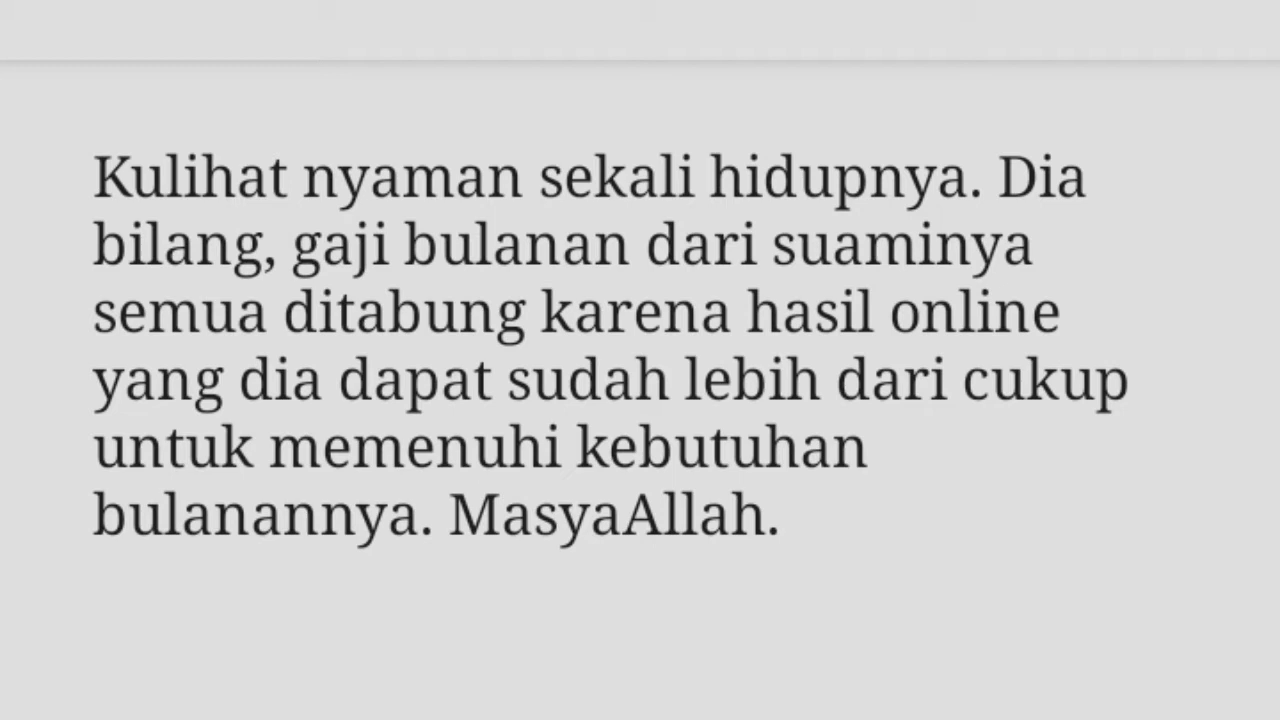 Kulihat nyaman sekali hidupnya. Dia
bilang, gaji bulanan dari suaminya
semua ditabung karena hasil online
yang dia dapat sudah lebih dari cukup
untuk memenuhi kebutuhan
bulanannya. MasyaAllah.